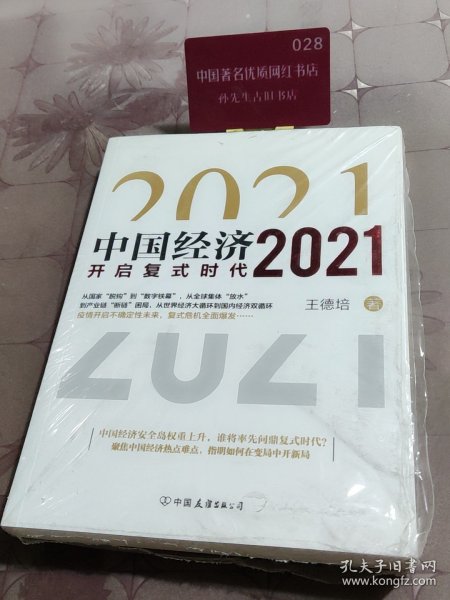 028
中国著名优质网红书店
孙先生古旧书店
2021
中国经济2021
开启复式时代
从国家“脱钩”到“数字铁幕”，从全球集体“放水”
到产业链“断链”困局，从世界经济大循环到国内经济双循环
疫情开启不确定性未来，复式危机全面爆发……
王德培 著
2021
中国经济安全岛权重上升，谁将率先问鼎复式时代？
聚焦中国经济热点难点，指明如何在变局中开新局
中国友谊出版公司
孔夫子旧书网
www.kongfz.com